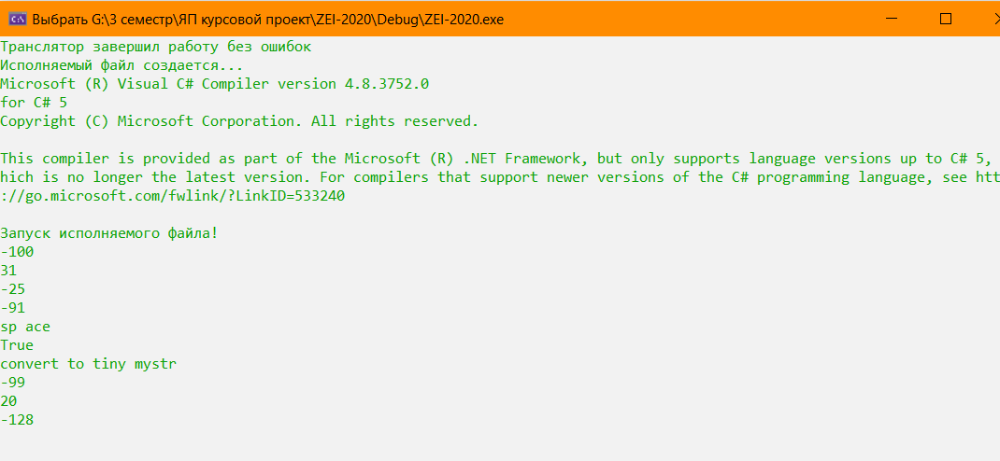 Выбрать G:\3 семестр\ЯП курсовой проект\ZEI-2020\Debug\ZEI-2020.exe
Транслятор завершил работу без ошибок
Исполняемый файл создается...
Microsoft (R) Visual C# Compiler version 4.8.3752.0
for C# 5
Copyright (C) Microsoft Corporation. All rights reserved.
This compiler is provided as part of the Microsoft (R) .NET Framework, but only supports language versions up to C# 5,
hich is no longer the latest version. For compilers that support newer versions of the C# programming language, see htt
://go.microsoft.com/fwlink/?LinkID=533240
Запуск исполняемого файла!
-100
31
-25
-91
sp ace
True
convert to tiny mystr
-99
20
-128